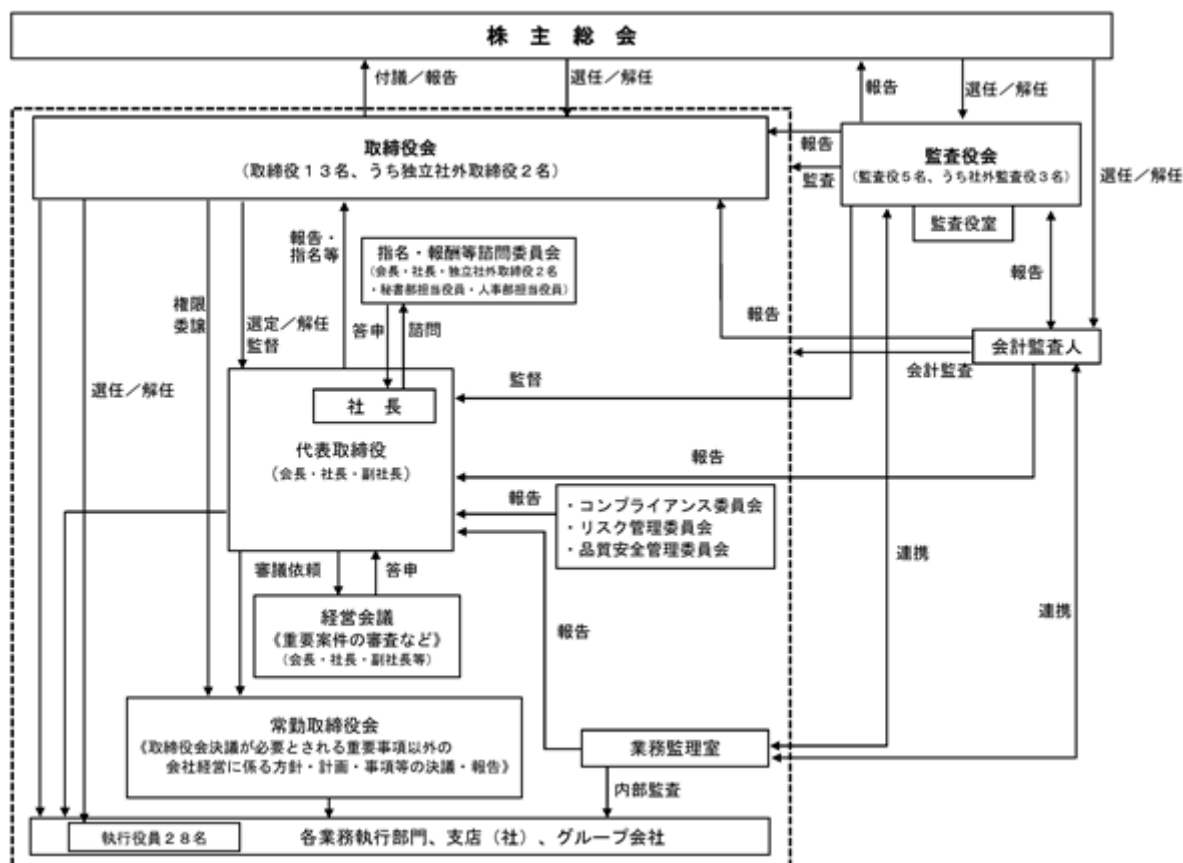 株主総会
付議／報告
選任／解任
報告
選任／解任
選任／解任
取締役会
（取締役１３名、うち独立社外取締役２名）
報告
監査
監査役会
（監査役５名、うち社外監査役３名）
監査役室
報告・
指名等
指名・報酬等諮問委員会
（会長・社長・独立社外取締役２名
・秘書部担当役員・人事部担当役員）
報告
権限
委譲
選定／解任
監督
答申
諮問
報告
会計監査人
会計監査
選任／解任
監督
社長
代表取締役
（会長・社長・副社長）
報告
報告
・コンプライアンス委員会
・リスク管理委員会
・品質安全管理委員会
審議依頼
答申
連携
経営会議
《重要案件の審査など》
（会長・社長・副社長等）
報告
連携
常勤取締役会
《取締役会決議が必要とされる重要事項以外の
会社経営に係る方針・計画・事項等の決議・報告》
業務監理室
内部監査
執行役員２８名
各業務執行部門、支店（社）、グループ会社